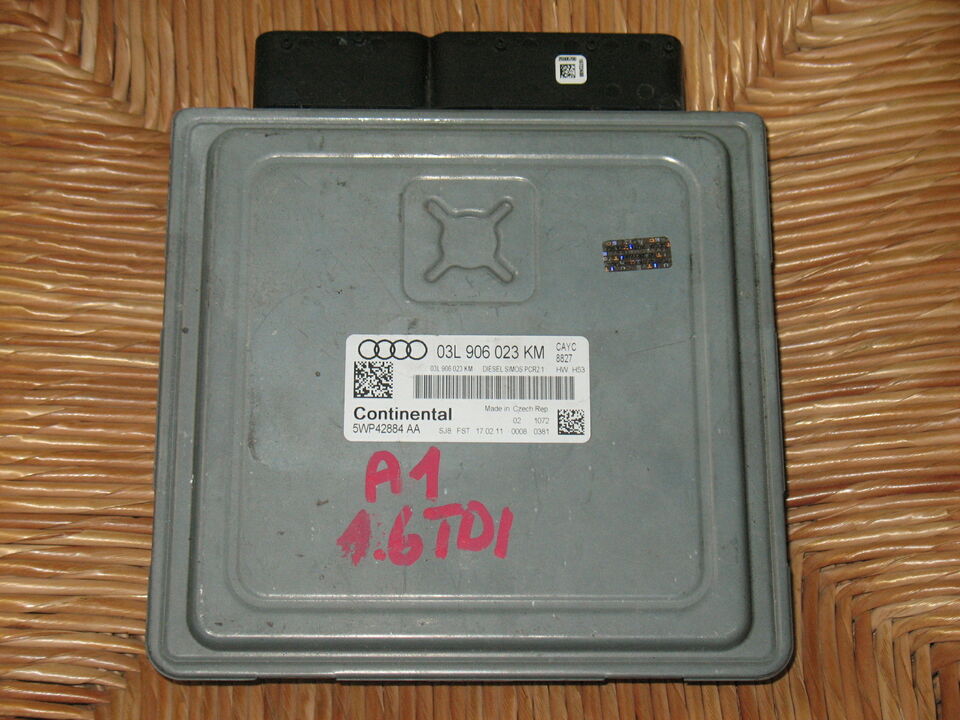 03L 906 023 KM CAYC
8827
03L 906 023 KM DIESEL SIMOS PCR2 1 HW H53
Continental Made in Czech Rep
02 1072
5WP42884 AA SJ8 FST 17.02.11 0008 0381
A1
1.6TDI